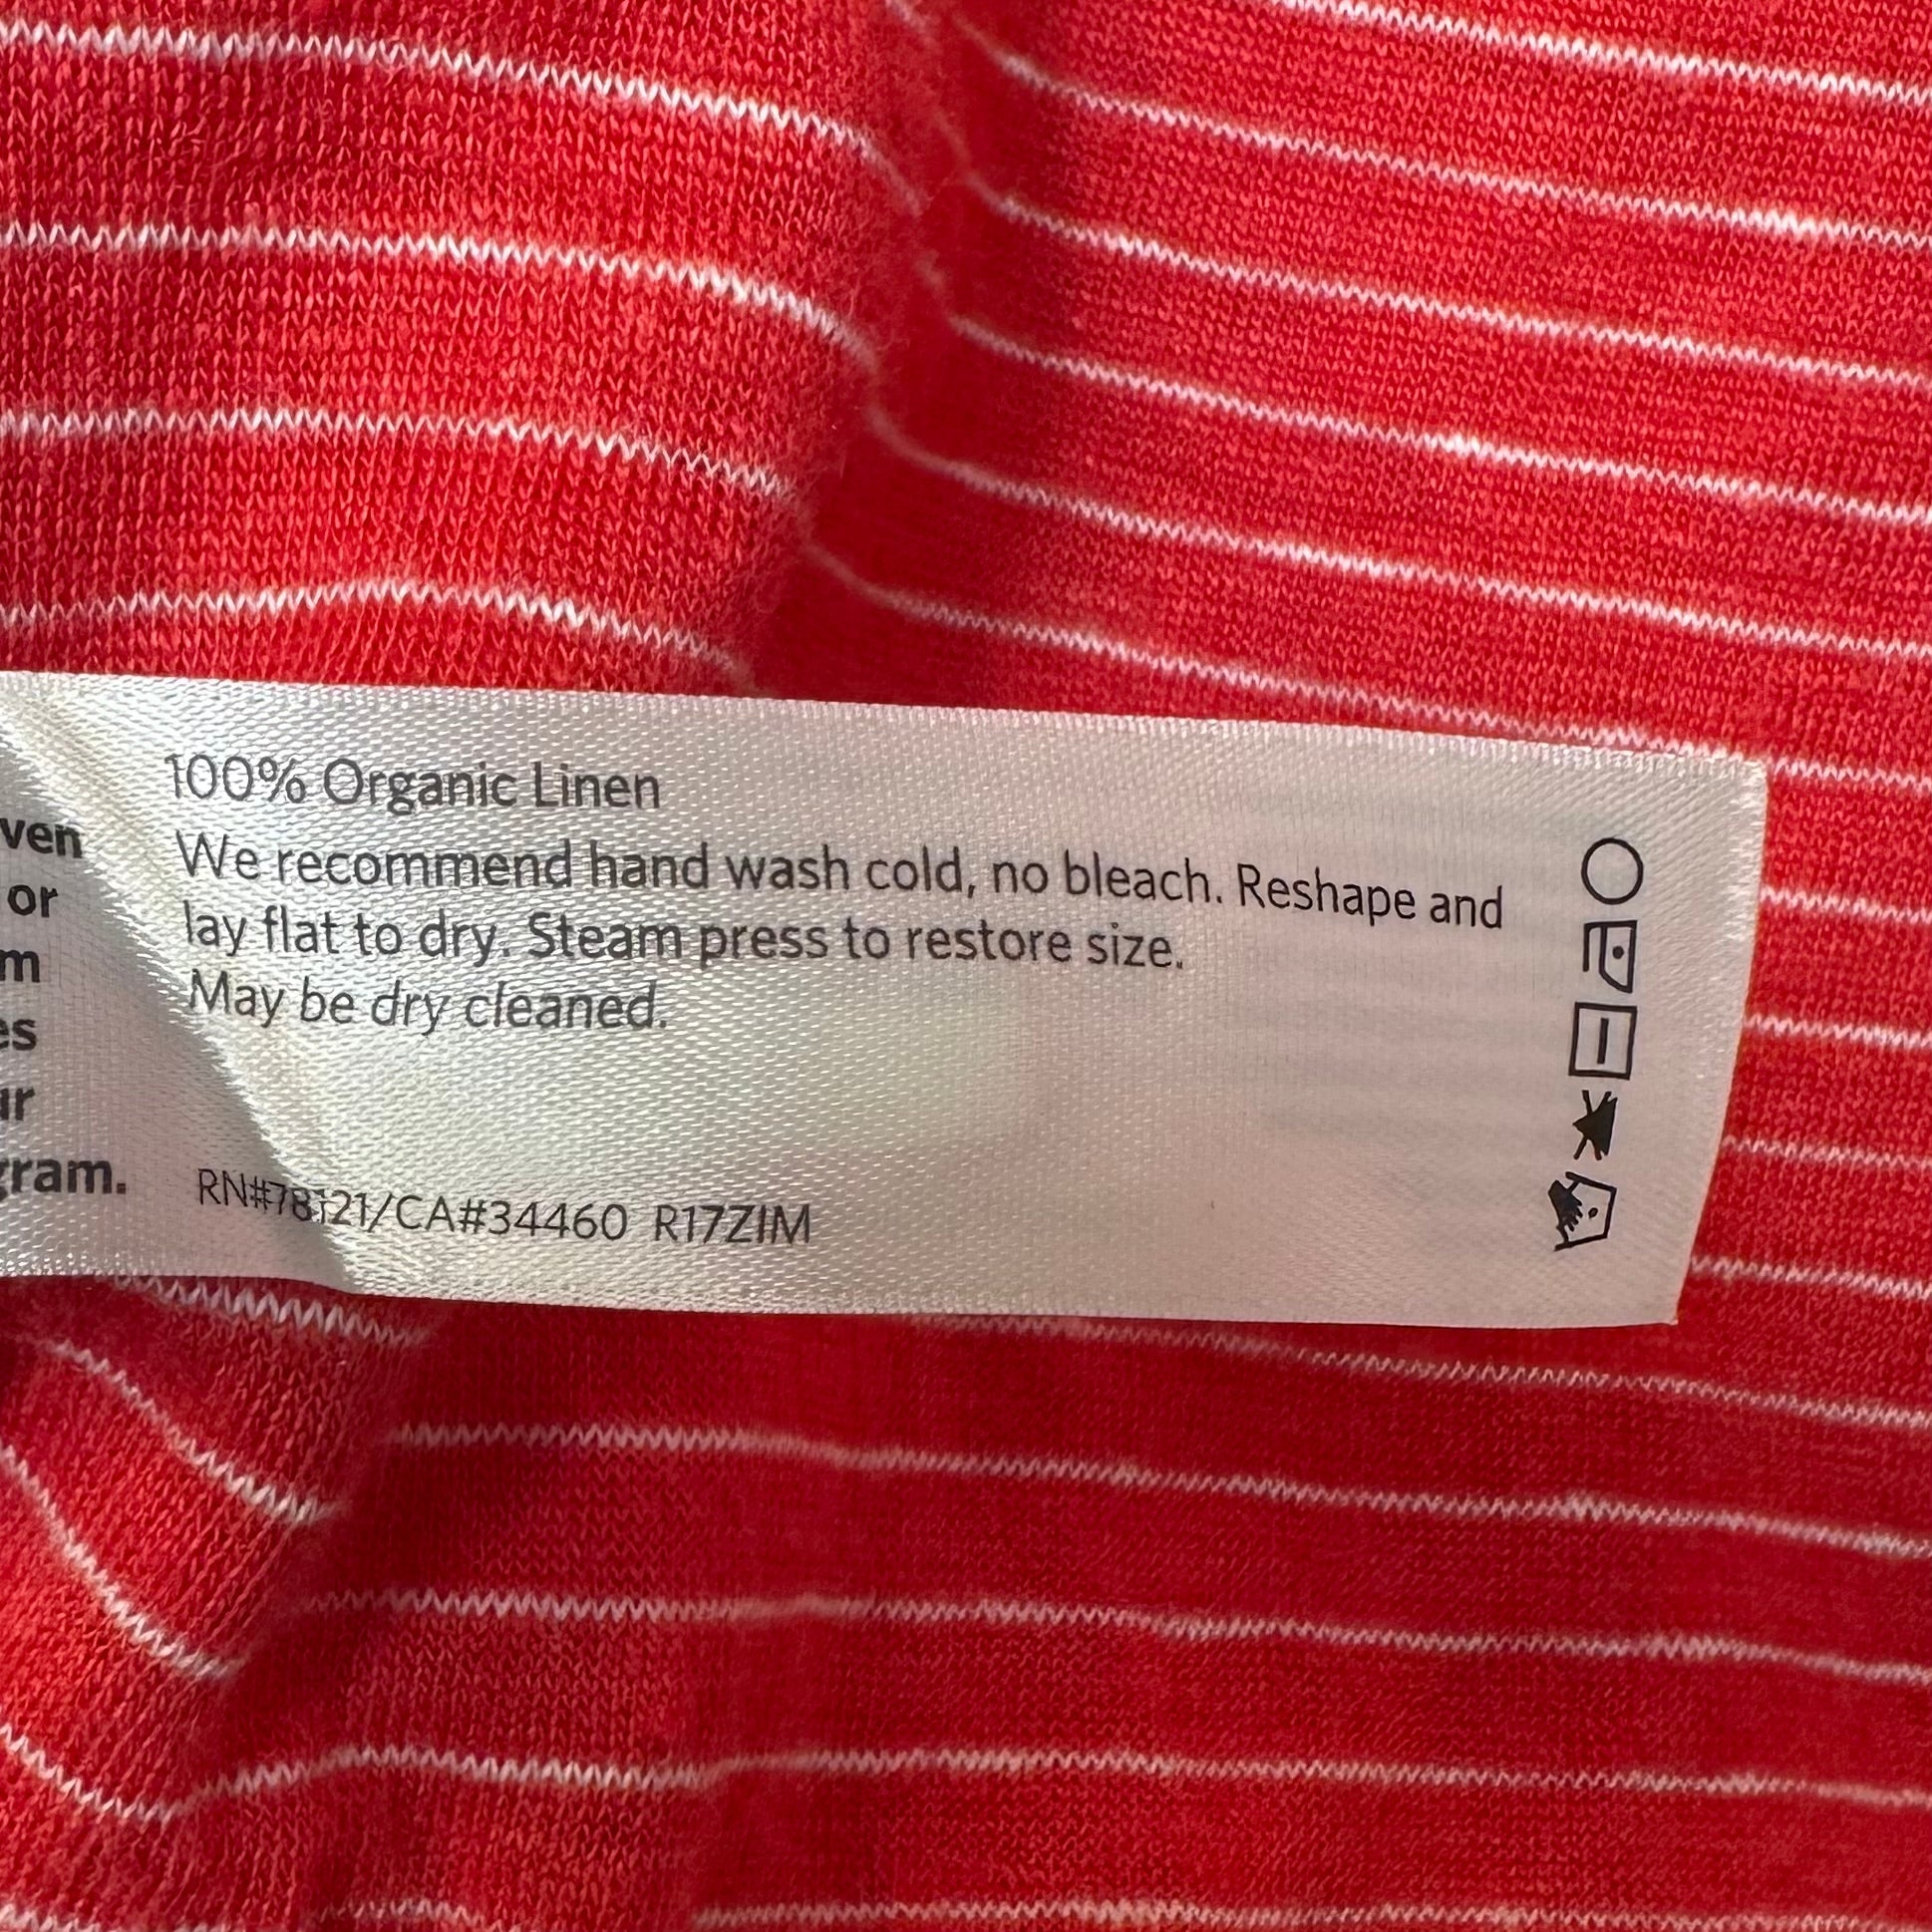 ven
or
m
es
ur
gram.
100% Organic Linen
We recommend hand wash cold, no bleach. Reshape and
lay flat to dry. Steam press to restore size.
May be dry cleaned.
RN#78121/CA#34460 R17ZIM